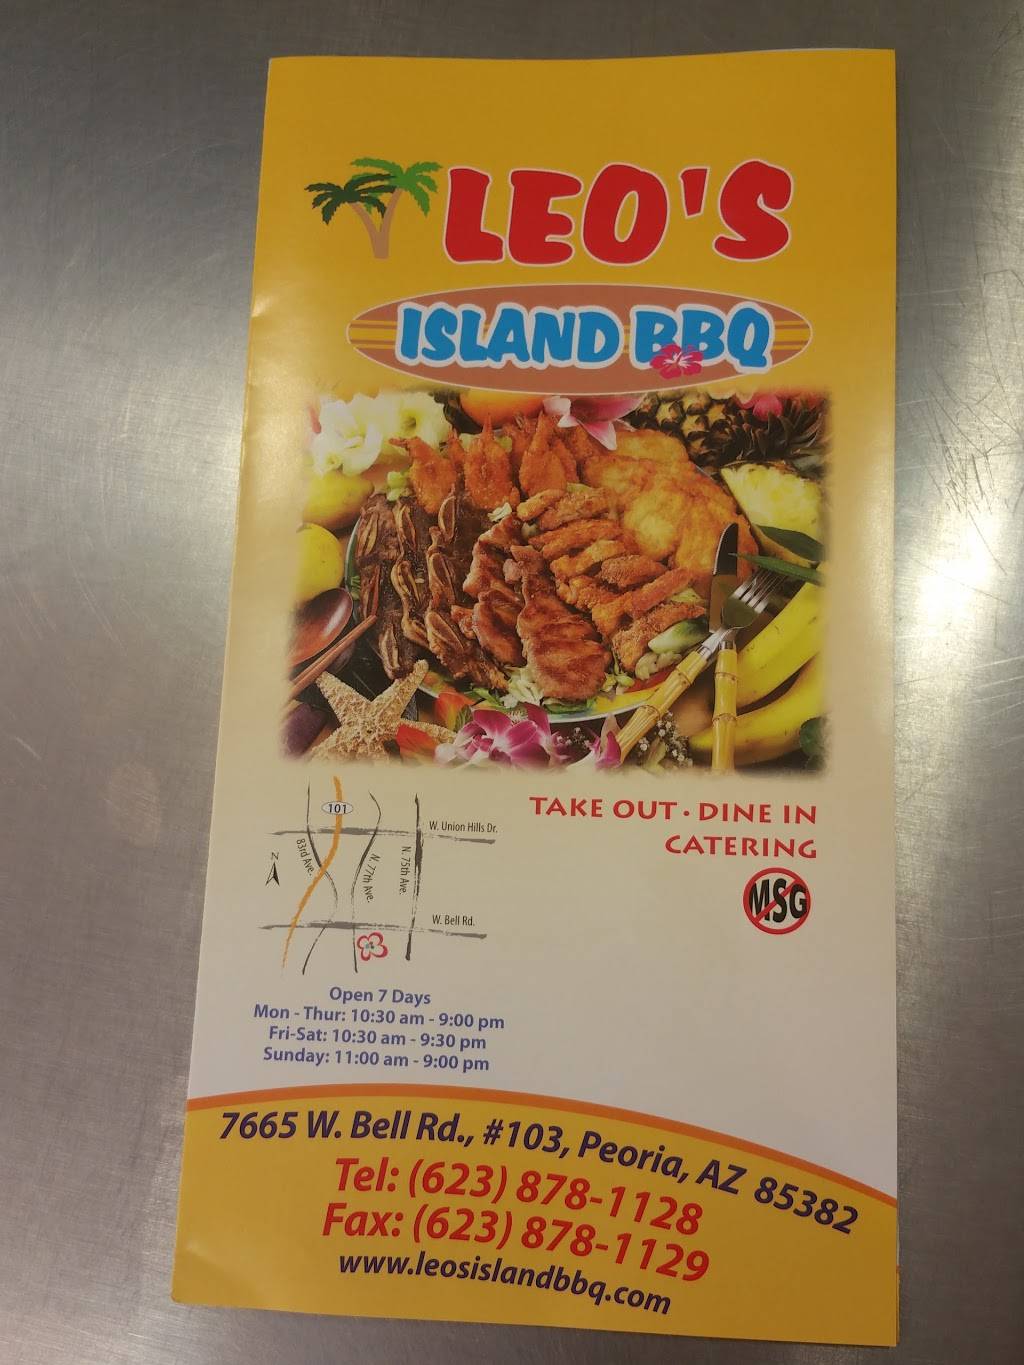 LEO'S
ISLAND BBQ
TAKE OUT • DINE IN
CATERING
MSG
101
W. Union Hills Dr.
83rd Ave.
N. 77th Ave.
N. 75th Ave.
N
W. Bell Rd.
Open 7 Days
Mon - Thur: 10:30 am - 9:00 pm
Fri-Sat: 10:30 am - 9:30 pm
Sunday: 11:00 am - 9:00 pm
7665 W. Bell Rd., #103, Peoria, AZ 85382
Tel: (623) 878-1128
Fax: (623) 878-1129
www.leosislandbbq.com